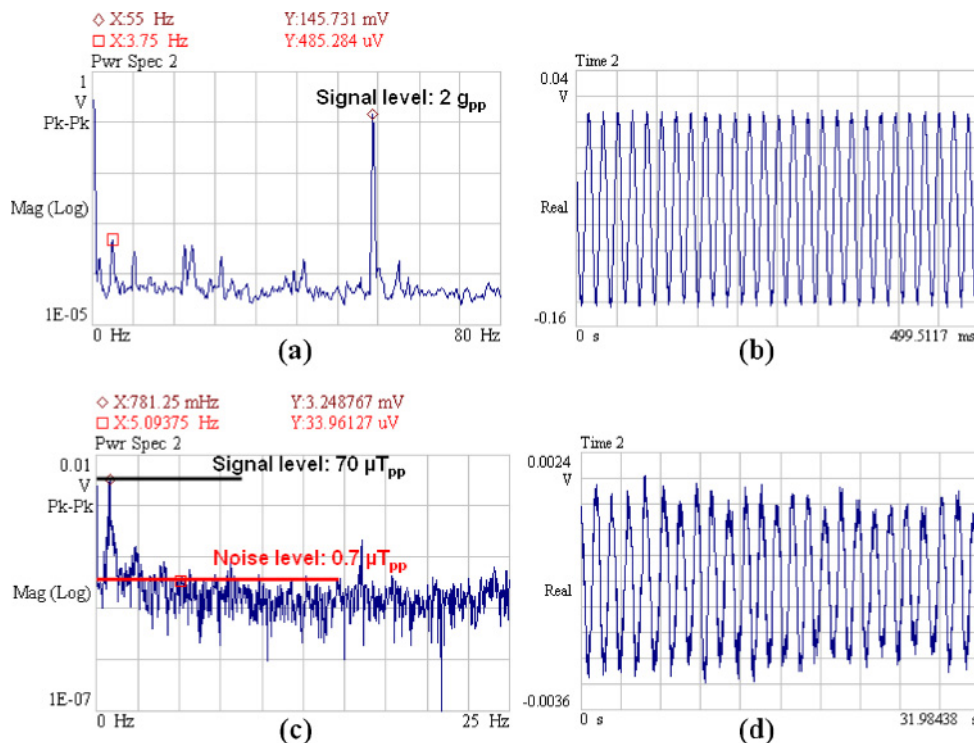 X:55 Hz Y:145.731 mV
X:3.75 Hz Y:485.284 uV
Pwr Spec 2
1
V
Pk-Pk
Signal level: 2 gpp
Mag (Log)
1E-05
0 Hz
80 Hz
(a)
Time 2
0.04
V
Real
-0.16
0 s
499.5117 ms
(b)
X:781.25 mHz Y:3.248767 mV
X:5.09375 Hz Y:33.96127 uV
Pwr Spec 2
0.01
V
Pk-Pk
Signal level: 70 µTpp
Noise level: 0.7 µTpp
Mag (Log)
1E-07
0 Hz
25 Hz
(c)
Time 2
0.0024
V
Real
-0.0036
0 s
31.98438
(d)